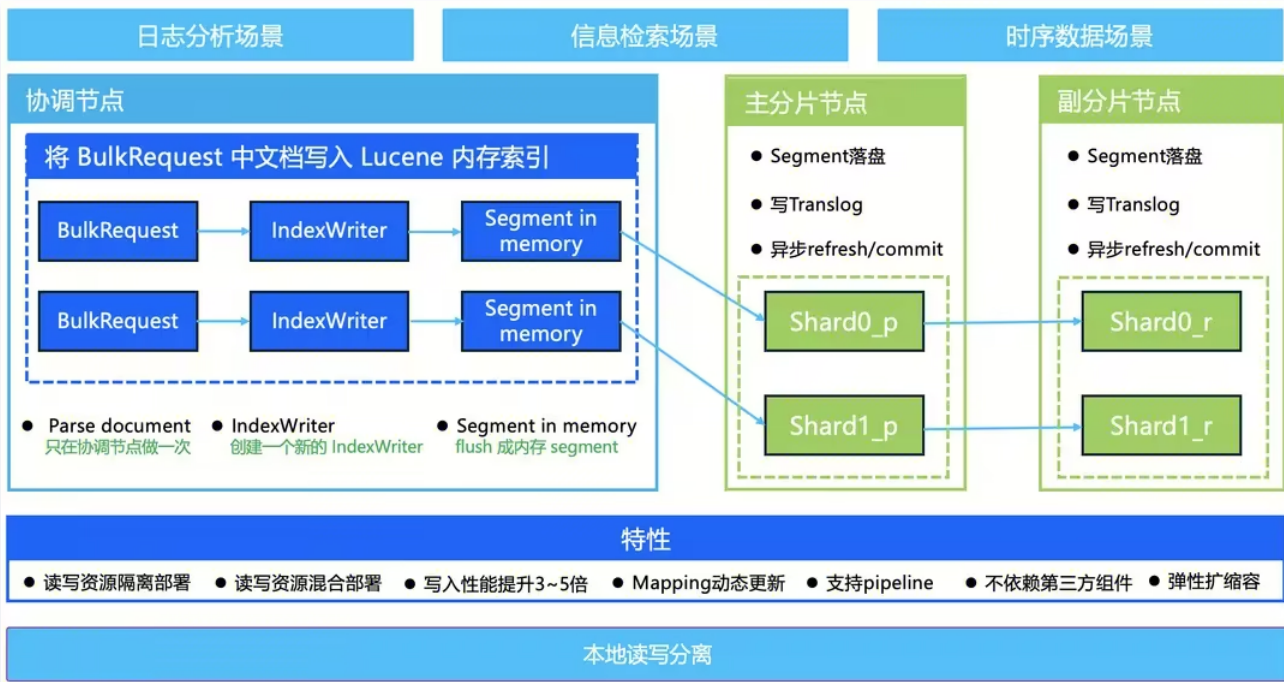 日志分析场景
信息检索场景
时序数据场景
协调节点
将 BulkRequest 中文档写入 Lucene 内存索引
BulkRequest
IndexWriter
Segment in
memory
BulkRequest
IndexWriter
Segment in
memory
Parse document
只在协调节点做一次
IndexWriter
创建一个新的 IndexWriter
Segment in memory
flush 成内存 segment
主分片节点
Segment落盘
写Translog
异步refresh/commit
Shard0_p
Shard1_p
副分片节点
Segment落盘
写Translog
异步refresh/commit
Shard0_r
Shard1_r
特性
读写资源隔离部署
读写资源混合部署
写入性能提升3~5倍
Mapping动态更新
支持pipeline
不依赖第三方组件
弹性扩缩容
本地读写分离